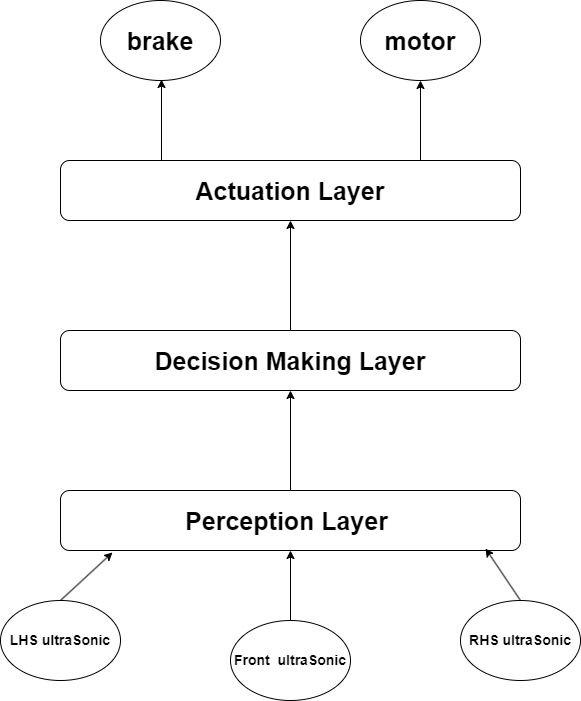 brake
motor
Actuation Layer
Decision Making Layer
Perception Layer
LHS ultraSonic
Front  ultraSonic
RHS ultraSonic